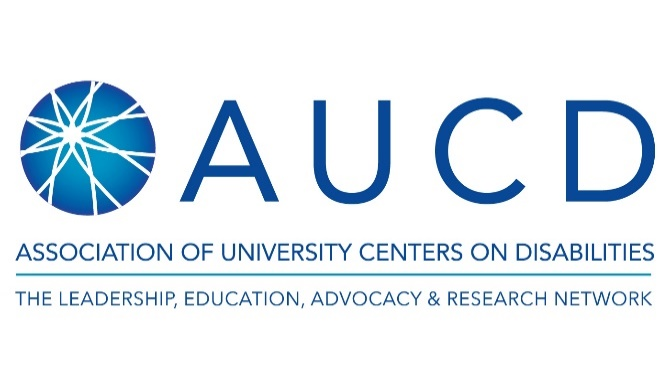 AUCD
ASSOCIATION OF UNIVERSITY CENTERS ON DISABILITIES
THE LEADERSHIP, EDUCATION, ADVOCACY & RESEARCH NETWORK